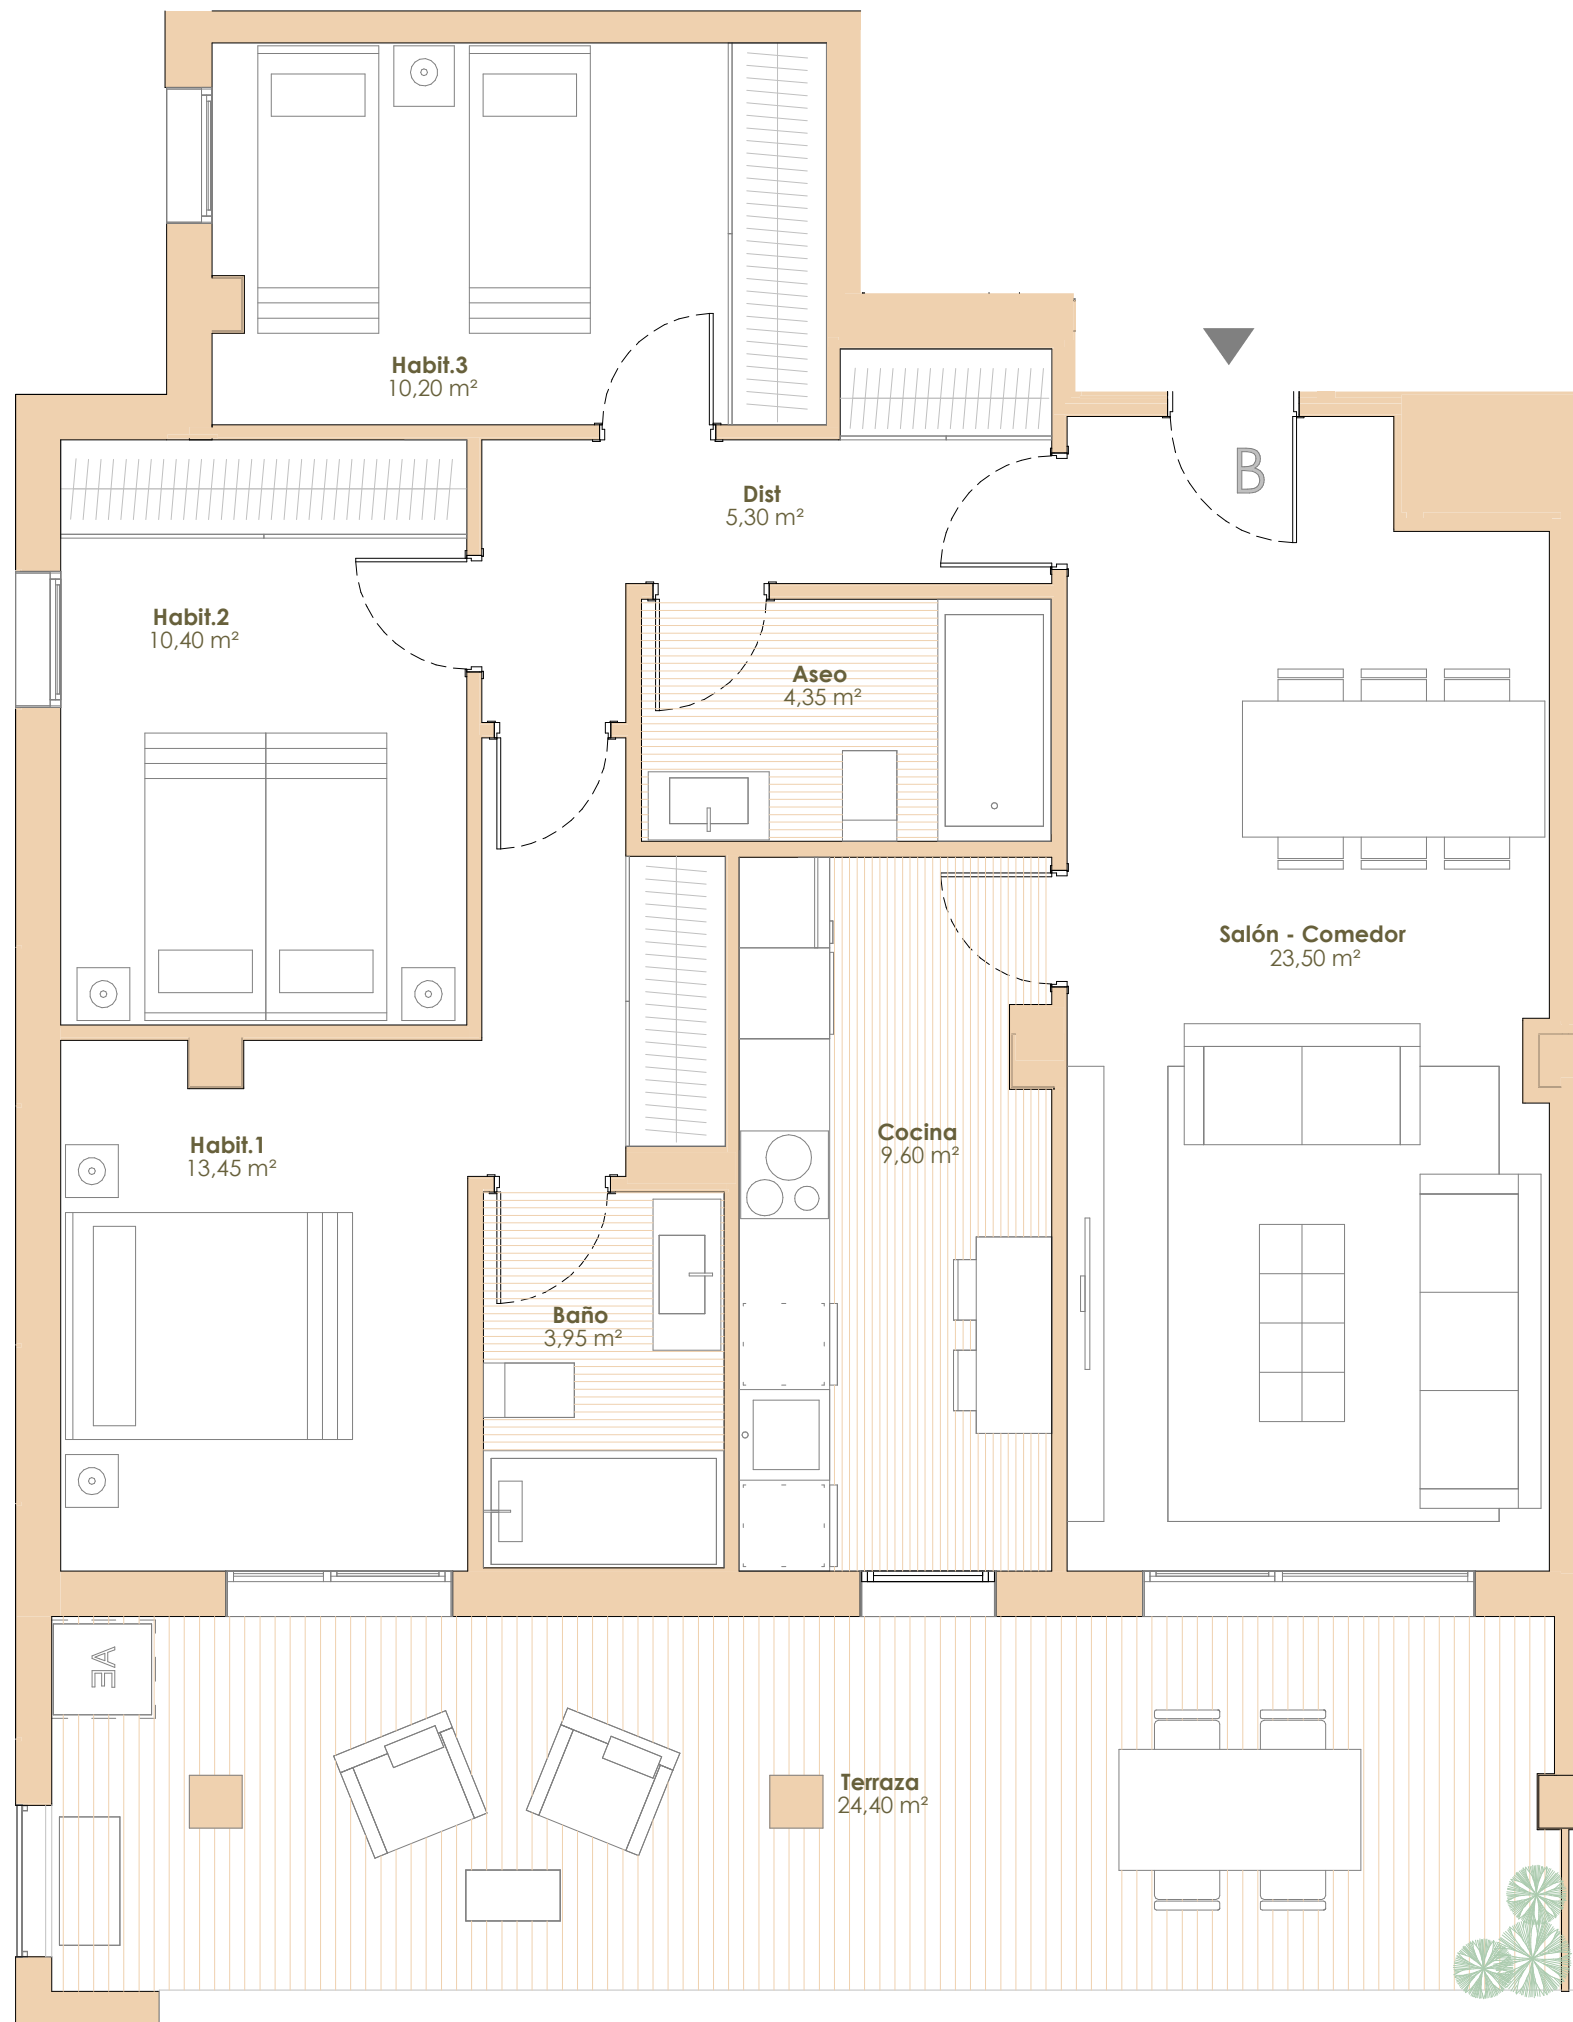 Habit.3
10,20 m²
B
Dist
5,30 m²
Habit.2
10,40 m²
Aseo
4,35 m²
Salón - Comedor
23,50 m²
Cocina
9,60 m²
Habit.1
13,45 m²
Baño
3,95 m²
AE
Terraza
24,40 m²